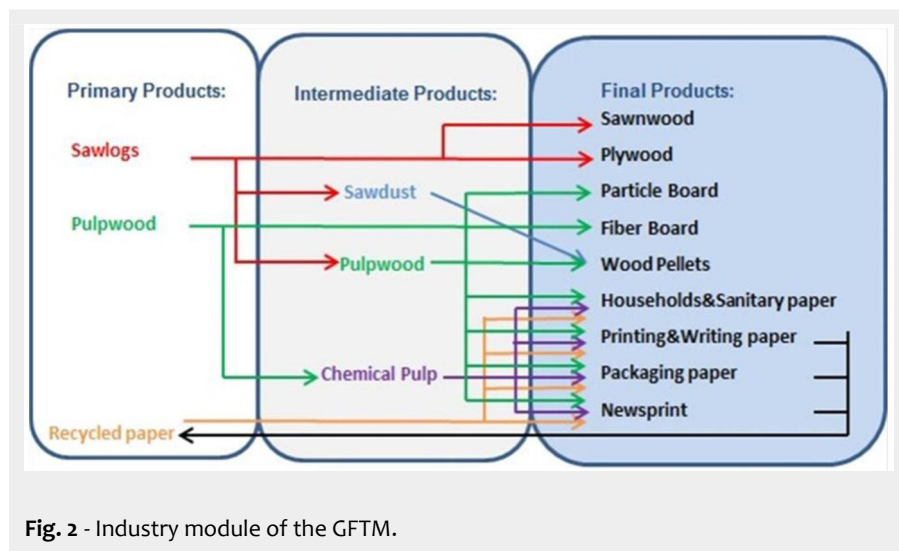 Primary Products:
Intermediate Products:
Final Products:
Sawnwood
Sawlogs
Plywood
Sawdust
Particle Board
Pulpwood
Fiber Board
Pulpwood
Wood Pellets
Households&Sanitary paper
Printing&Writing paper
Chemical Pulp
Packaging paper
Newsprint
Recycled paper
Fig. 2 - Industry module of the GFTM.